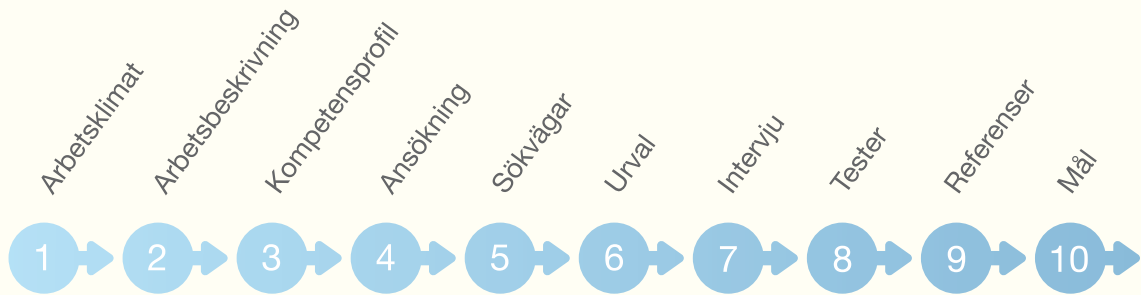 Arbetsklimat
Arbetsbeskrivning
Kompetensprofil
Ansökning
Sökvägar
Urval
Intervju
Tester
Referenser
Mål
1
2
3
4
5
6
7
8
9
10